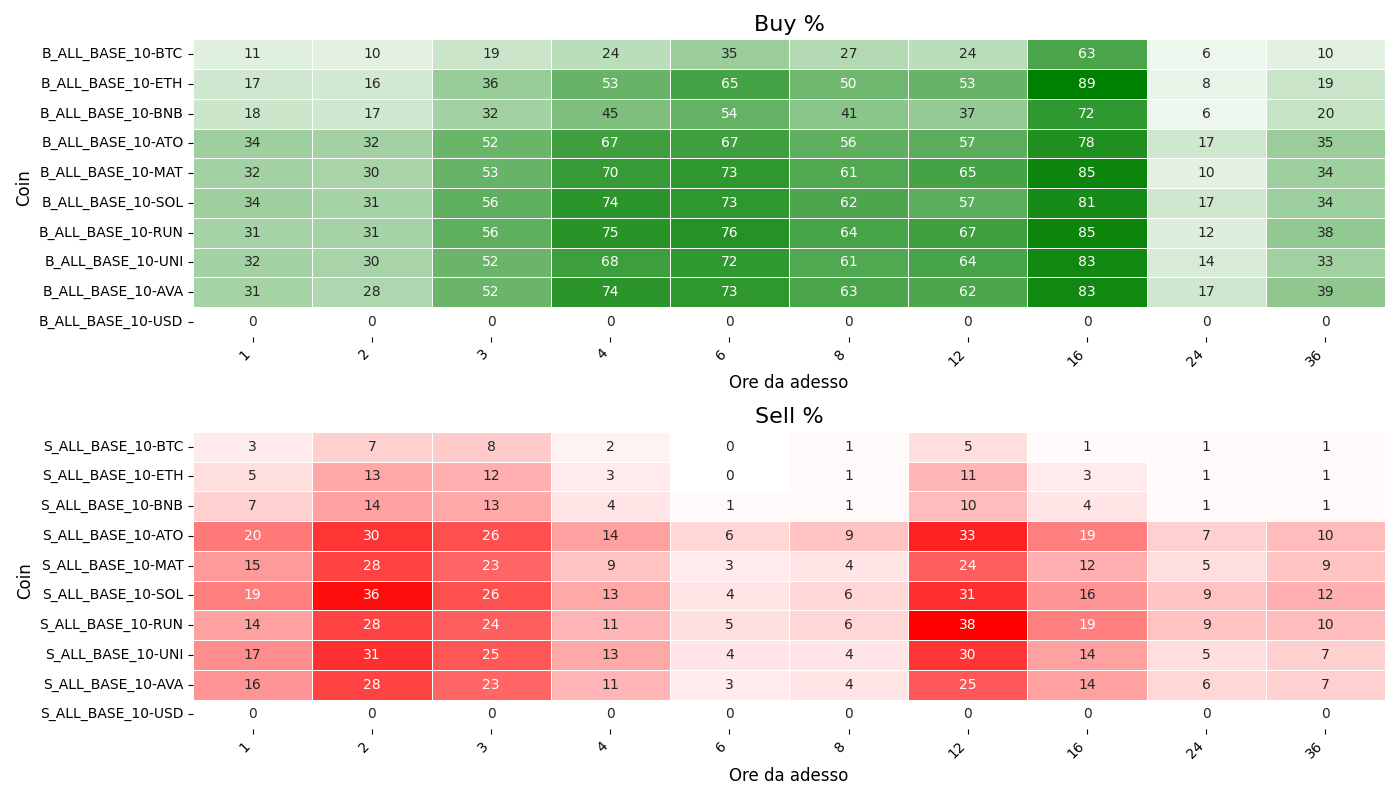 Buy %
Coin
B_ALL_BASE_10-BTC 11 10 19 24 35 27 24 63 6 10
B_ALL_BASE_10-ETH 17 16 36 53 65 50 53 89 8 19
B_ALL_BASE_10-BNB 18 17 32 45 54 41 37 72 6 20
B_ALL_BASE_10-ATO 34 32 52 67 67 56 57 78 17 35
B_ALL_BASE_10-MAT 32 30 53 70 73 61 65 85 10 34
B_ALL_BASE_10-SOL 34 31 56 74 73 62 57 81 17 34
B_ALL_BASE_10-RUN 31 31 56 75 76 64 67 85 12 38
B_ALL_BASE_10-UNI 32 30 52 68 72 61 64 83 14 33
B_ALL_BASE_10-AVA 31 28 52 74 73 63 62 83 17 39
B_ALL_BASE_10-USD 0 0 0 0 0 0 0 0 0 0
1 2 3 4 6 8 12 16 24 36
Ore da adesso
Sell %
Coin
S_ALL_BASE_10-BTC 3 7 8 2 0 1 5 1 1 1
S_ALL_BASE_10-ETH 5 13 12 3 0 1 11 3 1 1
S_ALL_BASE_10-BNB 7 14 13 4 1 1 10 4 1 1
S_ALL_BASE_10-ATO 20 30 26 14 6 9 33 19 7 10
S_ALL_BASE_10-MAT 15 28 23 9 3 4 24 12 5 9
S_ALL_BASE_10-SOL 19 36 26 13 4 6 31 16 9 12
S_ALL_BASE_10-RUN 14 28 24 11 5 6 38 19 9 10
S_ALL_BASE_10-UNI 17 31 25 13 4 4 30 14 5 7
S_ALL_BASE_10-AVA 16 28 23 11 3 4 25 14 6 7
S_ALL_BASE_10-USD 0 0 0 0 0 0 0 0 0 0
1 2 3 4 6 8 12 16 24 36
Ore da adesso